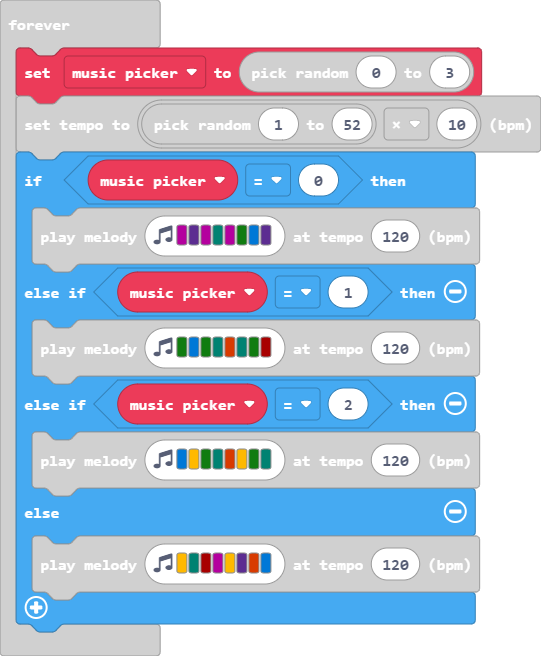 forever
set music picker to pick random 0 to 3
set tempo to pick random 1 to 52 × 10 (bpm)
if music picker = 0 then
play melody at tempo 120 (bpm)
else if music picker = 1 then
play melody at tempo 120 (bpm)
else if music picker = 2 then
play melody at tempo 120 (bpm)
else
play melody at tempo 120 (bpm)